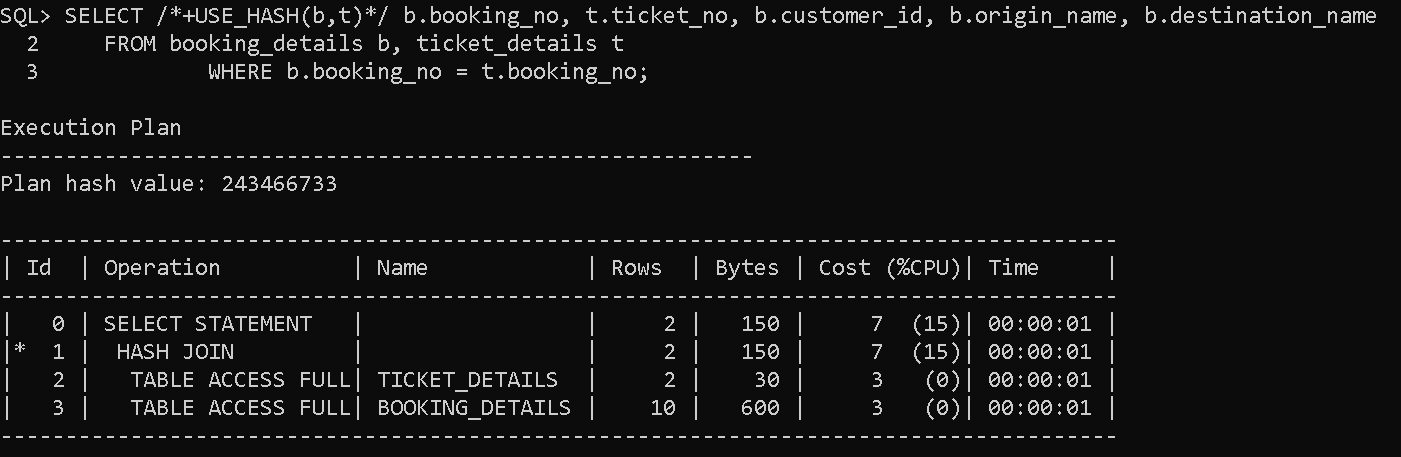 SQL> SELECT /*+USE_HASH(b,t)*/ b.booking_no, t.ticket_no, b.customer_id, b.origin_name, b.destination_name
  2     FROM booking_details b, ticket_details t
  3             WHERE b.booking_no = t.booking_no;
Execution Plan
----------------------------------------------------------
Plan hash value: 243466733
--------------------------------------------------------------------------------------
| Id  | Operation          | Name            | Rows  | Bytes | Cost (%CPU)| Time     |
--------------------------------------------------------------------------------------
|   0 | SELECT STATEMENT   |                 |     2 |   150 |     7  (15)| 00:00:01 |
|*  1 |  HASH JOIN         |                 |     2 |   150 |     7  (15)| 00:00:01 |
|   2 |   TABLE ACCESS FULL| TICKET_DETAILS  |     2 |    30 |     3   (0)| 00:00:01 |
|   3 |   TABLE ACCESS FULL| BOOKING_DETAILS |    10 |   600 |     3   (0)| 00:00:01 |
--------------------------------------------------------------------------------------